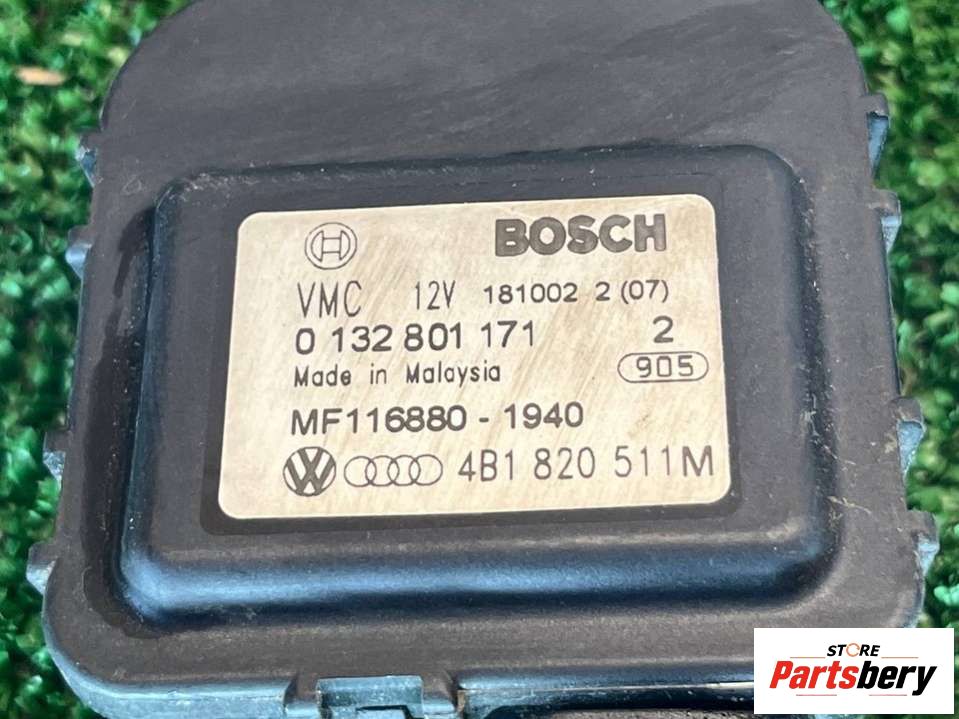 BOSCH
VMC 12V 181002 2 (07)
0 132 801 171 2
Made in Malaysia 905
MF116880 - 1940
VW 4B1 820 511M
STORE
Partsbery